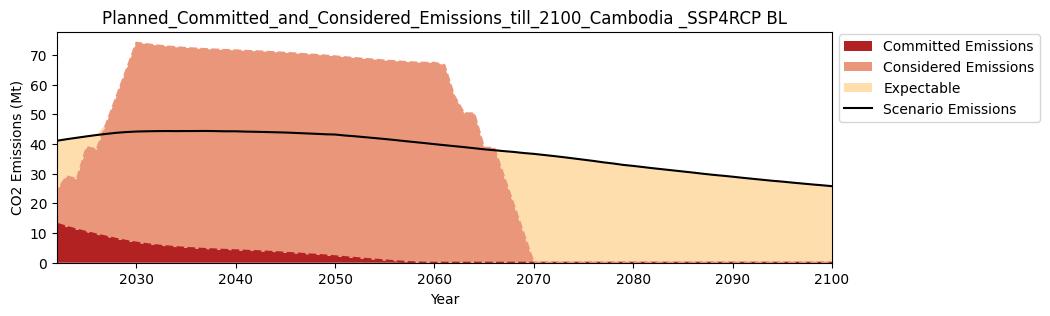 Planned_Committed_and_Considered_Emissions_till_2100_Cambodia _SSP4RCP BL
CO2 Emissions (Mt)
70
60
50
40
30
20
10
0
2030 2040 2050 2060 2070 2080 2090 2100
Year
Committed Emissions
Considered Emissions
Expectable
Scenario Emissions